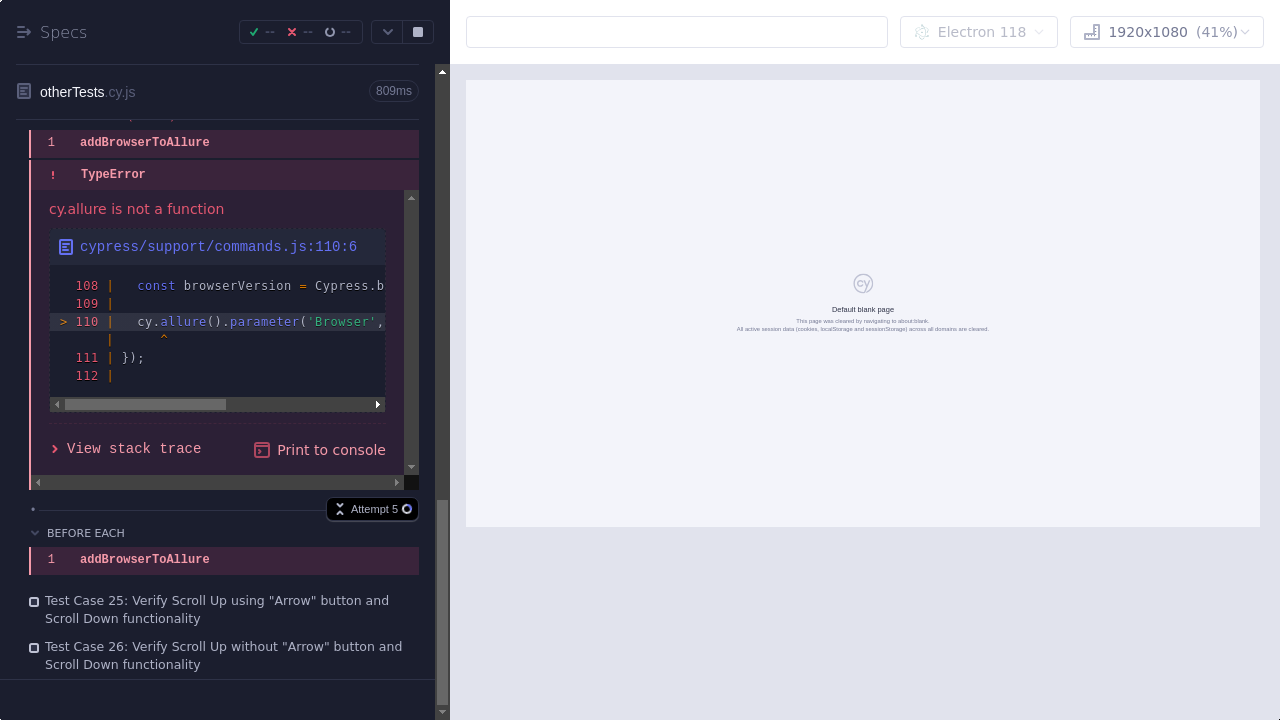 Specs
-- -- --
otherTests.cy.js
809ms
1 addBrowserToAllure
! TypeError
cy.allure is not a function
cypress/support/commands.js:110:6
108 | const browserVersion = Cypress.b
109 |
> 110 | cy.allure().parameter('Browser',
| ^
111 | });
112 |
View stack trace
Print to console
Attempt 5
BEFORE EACH
1 addBrowserToAllure
Test Case 25: Verify Scroll Up using "Arrow" button and
Scroll Down functionality
Test Case 26: Verify Scroll Up without "Arrow" button and
Scroll Down functionality
Electron 118
1920x1080 (41%)
cy
Default blank page
This page was cleared by navigating to about:blank.
All active session data (cookies, localStorage and sessionStorage) across all domains are cleared.